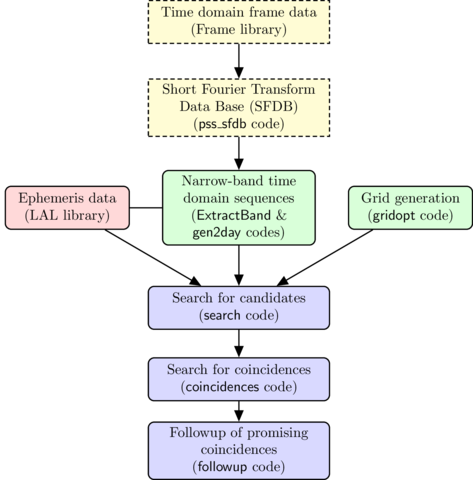 Time domain frame data
(Frame library)
Short Fourier Transform
Data Base (SFDB)
(pss_sfdb code)
Narrow-band time
domain sequences
(ExtractBand &
gen2day codes)
Ephemeris data
(LAL library)
Grid generation
(gridopt code)
Search for candidates
(search code)
Search for coincidences
(coincidences code)
Followup of promising
coincidences
(followup code)